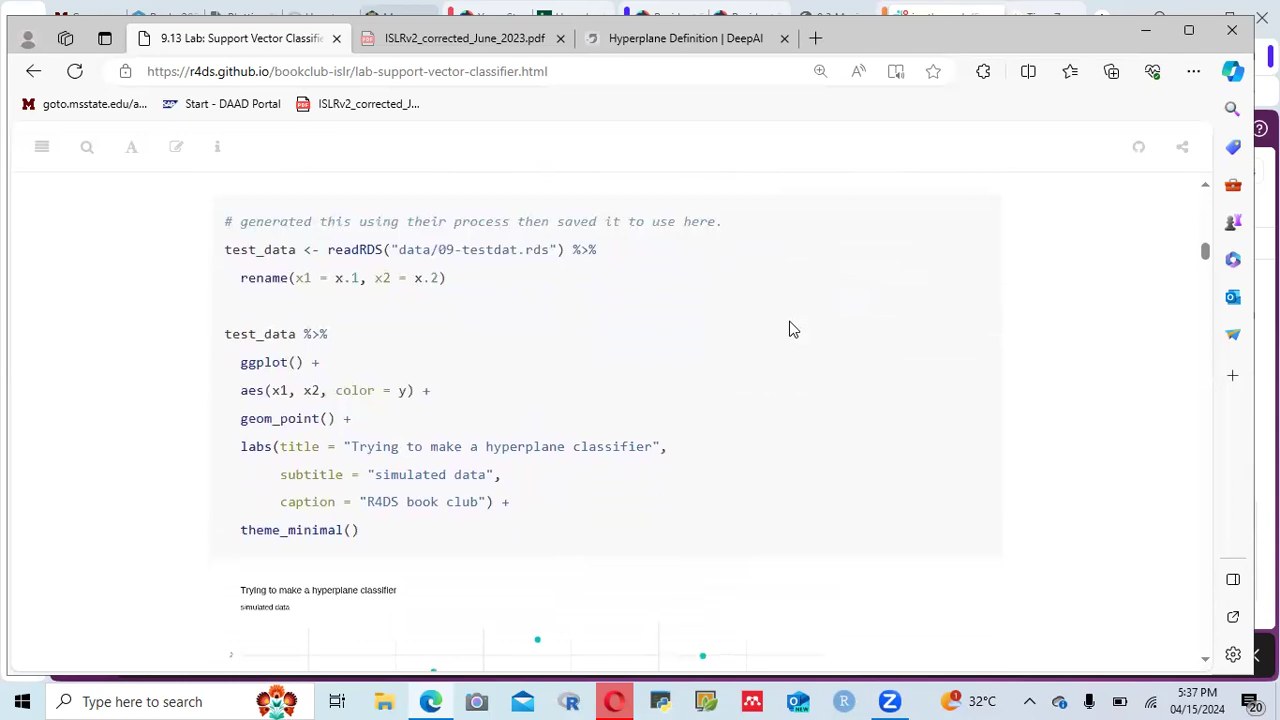 9.13 Lab: Support Vector Classifi
ISLRv2_corrected_June_2023.pdf
Hyperplane Definition | DeepAI
https://r4ds.github.io/bookclub-islr/lab-support-vector-classifier.html
goto.msstate.edu/a...
Start - DAAD Portal
ISLRv2_corrected_J...
# generated this using their process then saved it to use here.
test_data <- readRDS("data/09-testdat.rds") %>%
rename(x1 = x.1, x2 = x.2)
test_data %>%
ggplot() +
aes(x1, x2, color = y) +
geom_point() +
labs(title = "Trying to make a hyperplane classifier",
subtitle = "simulated data",
caption = "R4DS book club") +
theme_minimal()
Trying to make a hyperplane classifier
simulated data
2
Type here to search
32°C
5:37 PM
04/15/2024
20